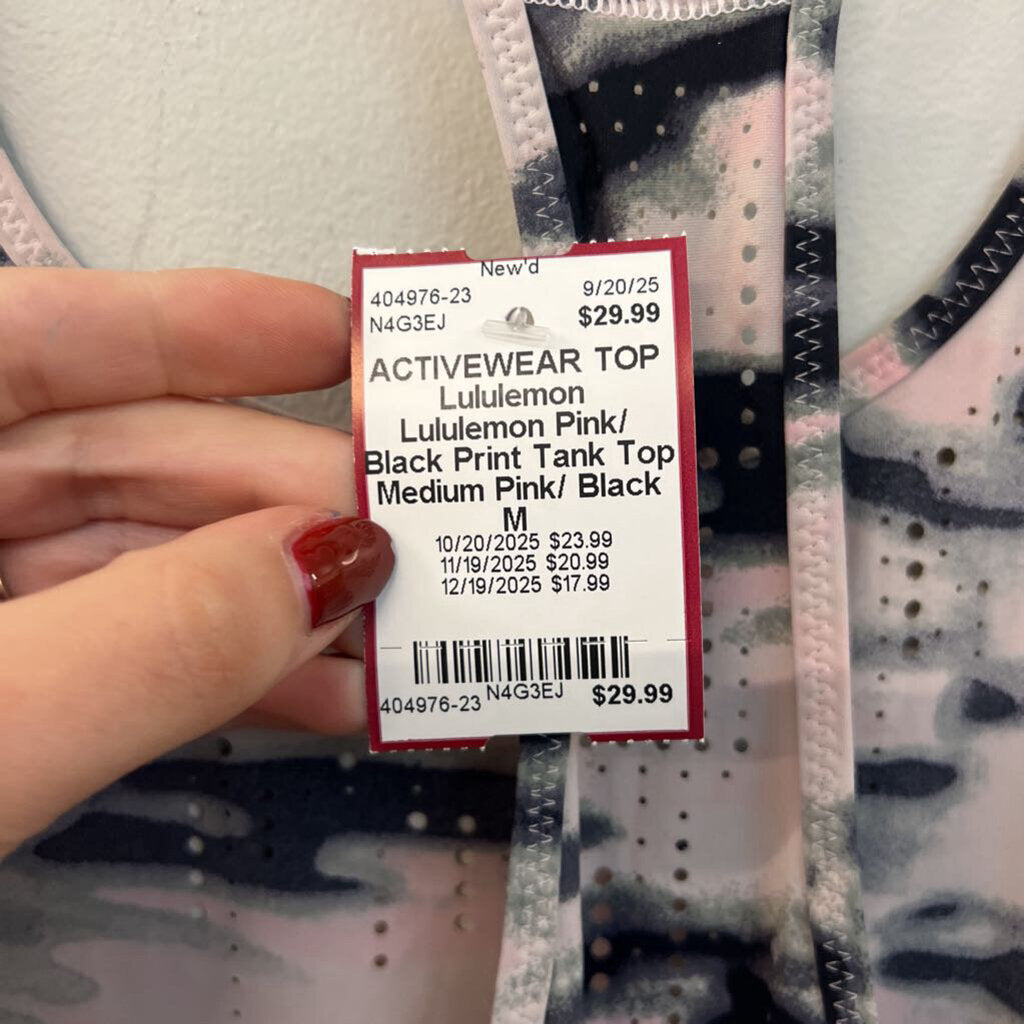 New'd
404976-23 9/20/25
N4G3EJ $29.99
ACTIVEWEAR TOP
Lululemon
Lululemon Pink/
Black Print Tank Top
Medium Pink/ Black
M
10/20/2025 $23.99
11/19/2025 $20.99
12/19/2025 $17.99
404976-23 N4G3EJ $29.99